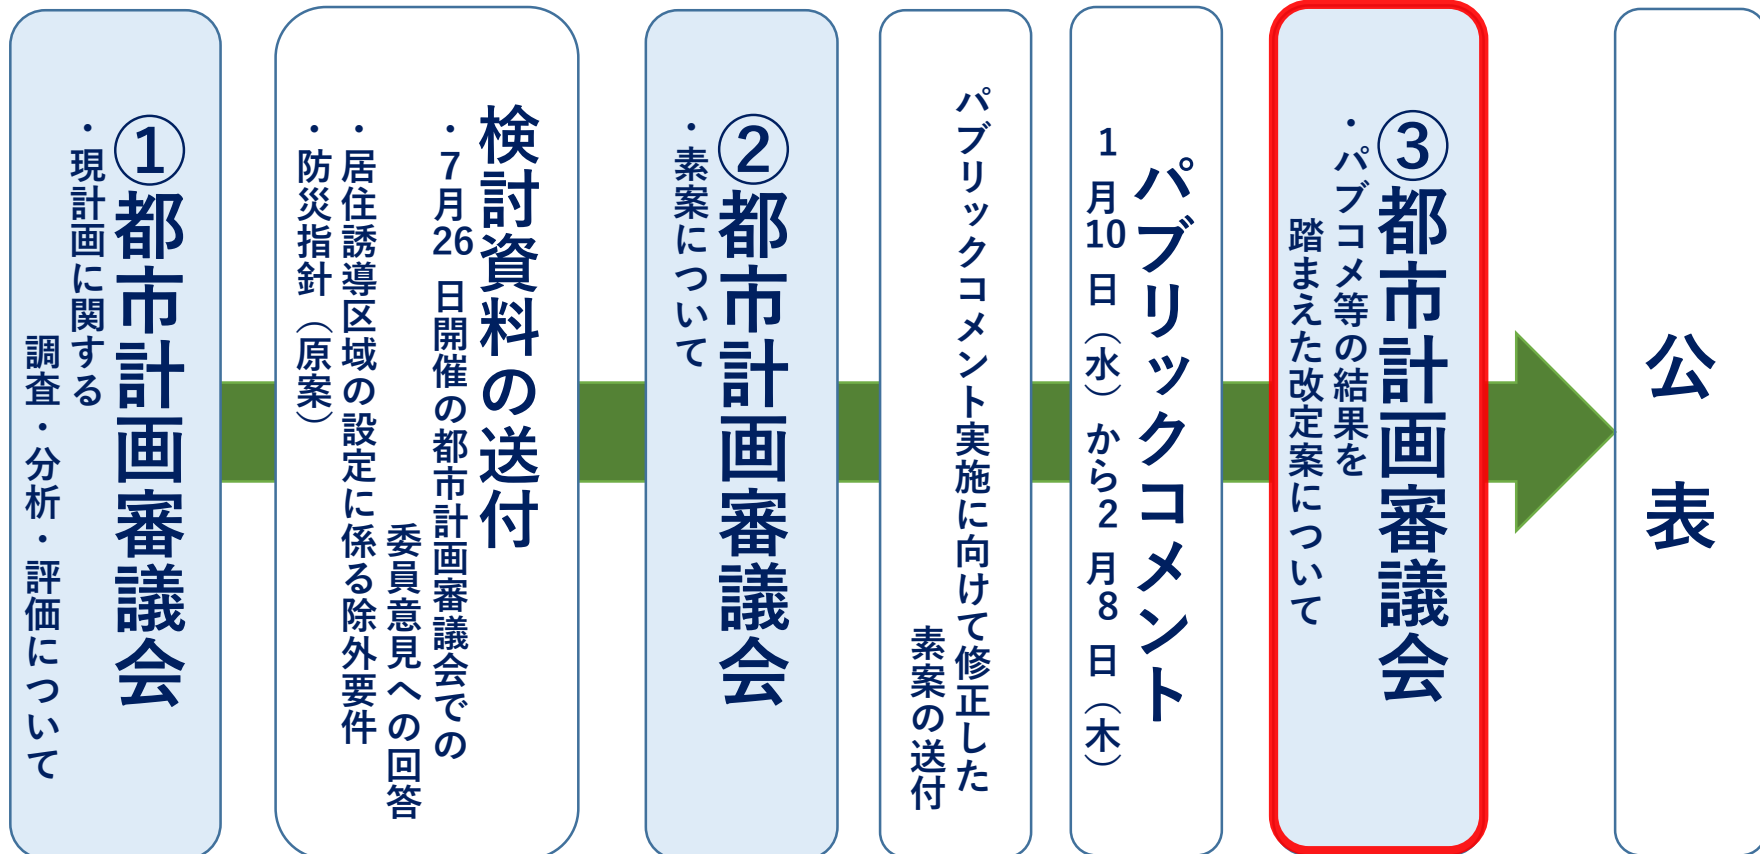 ①都市計画審議会
・現計画に関する
調査・分析・評価について
検討資料の送付
・7月26日開催の都市計画審議会での
委員意見への回答
・居住誘導区域の設定に係る除外要件
・防災指針（原案）
②都市計画審議会
・素案について
パブリックコメント実施に向けて修正した
素案の送付
パブリックコメント
1月10日（水）から2月8日（木）
③都市計画審議会
・パブコメ等の結果を
踏まえた改定案について
公表